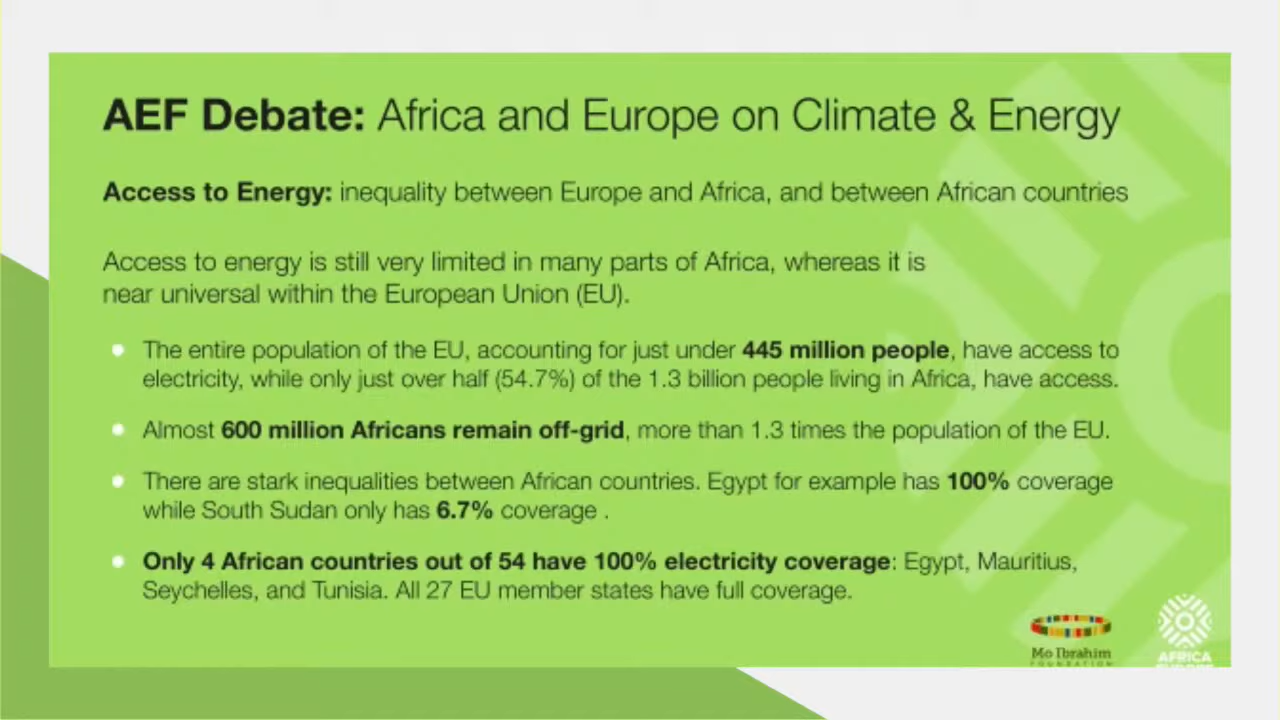 AEF Debate: Africa and Europe on Climate & Energy
Access to Energy: inequality between Europe and Africa, and between African countries
Access to energy is still very limited in many parts of Africa, whereas it is
near universal within the European Union (EU).
The entire population of the EU, accounting for just under 445 million people, have access to
electricity, while only just over half (54.7%) of the 1.3 billion people living in Africa, have access.
Almost 600 million Africans remain off-grid, more than 1.3 times the population of the EU.
There are stark inequalities between African countries. Egypt for example has 100% coverage
while South Sudan only has 6.7% coverage .
Only 4 African countries out of 54 have 100% electricity coverage: Egypt, Mauritius,
Seychelles, and Tunisia. All 27 EU member states have full coverage.
Mo Ibrahim
FOUNDATION
AFRICA
EUROPE